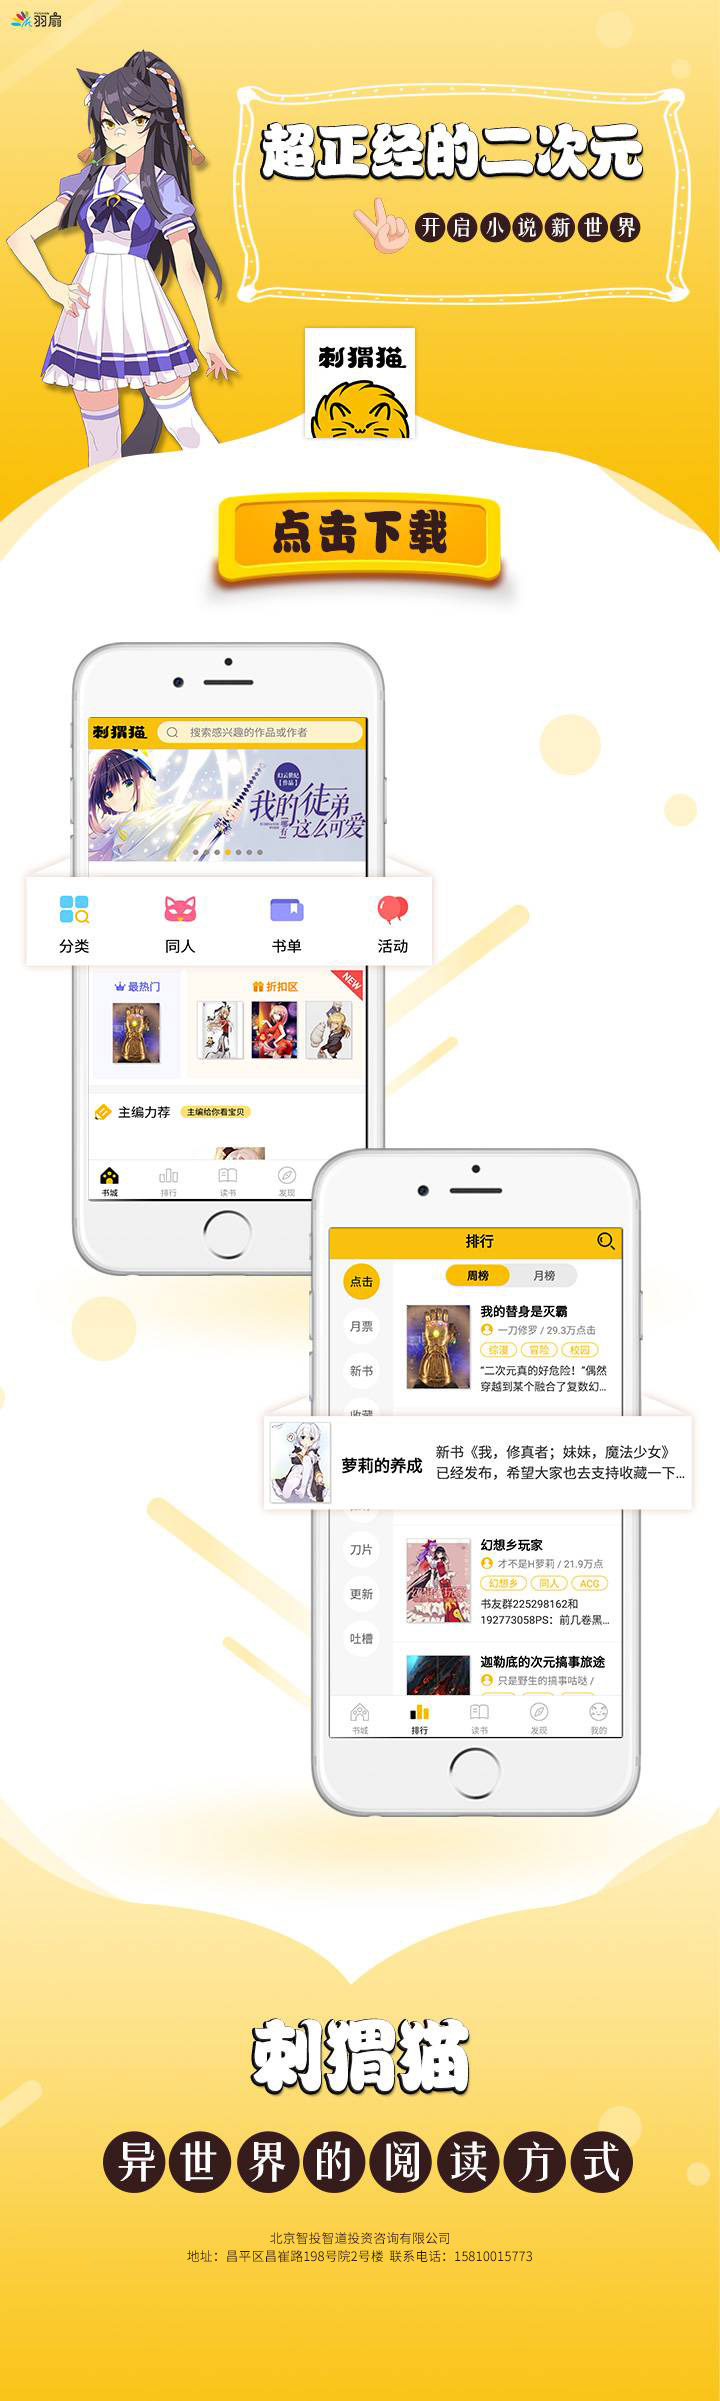 羽扇
超正经的二次元
开启小说新世界
刺猬猫
点击下载
刺猬猫
搜索感兴趣的作品或作者
幻云世纪
【作品】
我的徒弟
哪有
这么可爱
分类 同人 书单 活动
最热门 折扣区 NEW
主编力荐 主编给你看宝贝
书城 排行 读书 发现
排行
周榜 月榜
点击
月票
新书
收藏
刀片
更新
吐槽
我的替身是灭霸
一刀修罗 / 29.3万点击
综漫 冒险 校园
“二次元真的好危险！”偶然
穿越到某个融合了复数幻...
萝莉的养成
新书《我，修真者；妹妹，魔法少女》
已经发布，希望大家也去支持收藏一下...
幻想乡玩家
才不是H萝莉 / 21.9万点
幻想乡 同人 ACG
书友群225298162和
192773058PS：前几卷黑...
迦勒底的次元搞事旅途
只是野生的搞事咕哒 /
书城 排行 读书 发现 我的
刺猬猫
异世界的阅读方式
北京智投智道投资咨询有限公司
地址：昌平区昌崔路198号院2号楼 联系电话：15810015773